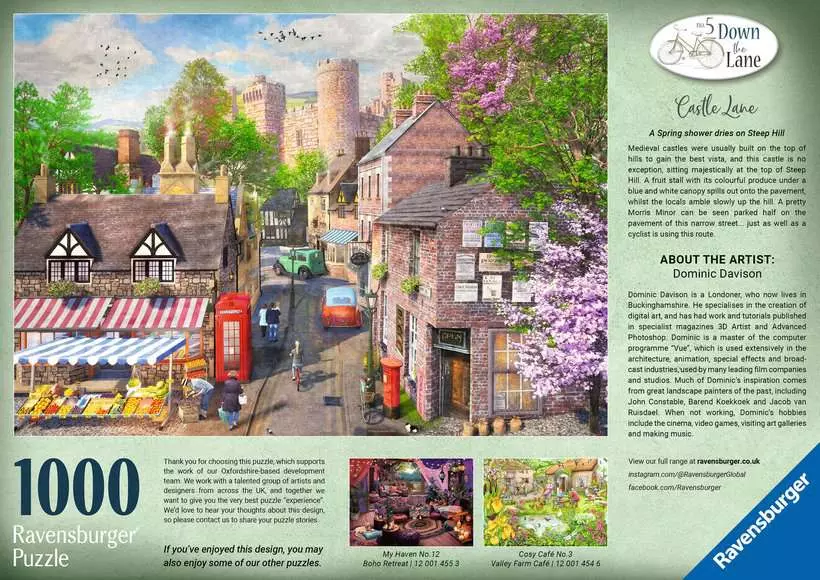 no. 5 Down
the
Lane
Castle Lane
A Spring shower dries on Steep Hill
Medieval castles were usually built on the top of
hills to gain the best vista, and this castle is no
exception, sitting majestically at the top of Steep
Hill. A fruit stall with its colourful produce under a
blue and white canopy spills out onto the pavement,
whilst the locals amble slowly up the hill. A pretty
Morris Minor can be seen parked half on the
pavement of this narrow street... just as well as a
cyclist is using this route.
ABOUT THE ARTIST:
Dominic Davison
Dominic Davison is a Londoner, who now lives in
Buckinghamshire. He specialises in the creation of
digital art, and has had work and tutorials published
in specialist magazines 3D Artist and Advanced
Photoshop. Dominic is a master of the computer
programme "Vue", which is used extensively in the
architecture, animation, special effects and broad-
cast industries, used by many leading film companies
and studios. Much of Dominic's inspiration comes
from great landscape painters of the past, including
John Constable, Barend Koekkoek and Jacob van
Ruisdael. When not working, Dominic's hobbies
include the cinema, video games, visiting art galleries
and making music.
View our full range at ravensburger.co.uk
instagram.com/@RavensburgerGlobal
facebook.com/Ravensburger
Ravensburger
1000
Ravensburger®
Puzzle
Thank you for choosing this puzzle, which supports
the work of our Oxfordshire-based development
team. We work with a talented group of artists and
designers from across the UK, and together we
want to give you the very best puzzle "experience".
We'd love to hear your thoughts about this design,
so please contact us to share your puzzle stories.
If you've enjoyed this design, you may
also enjoy some of our other puzzles.
My Haven No.12
Boho Retreat | 12 001 455 3
Cosy Café No.3
Valley Farm Café | 12 001 454 6